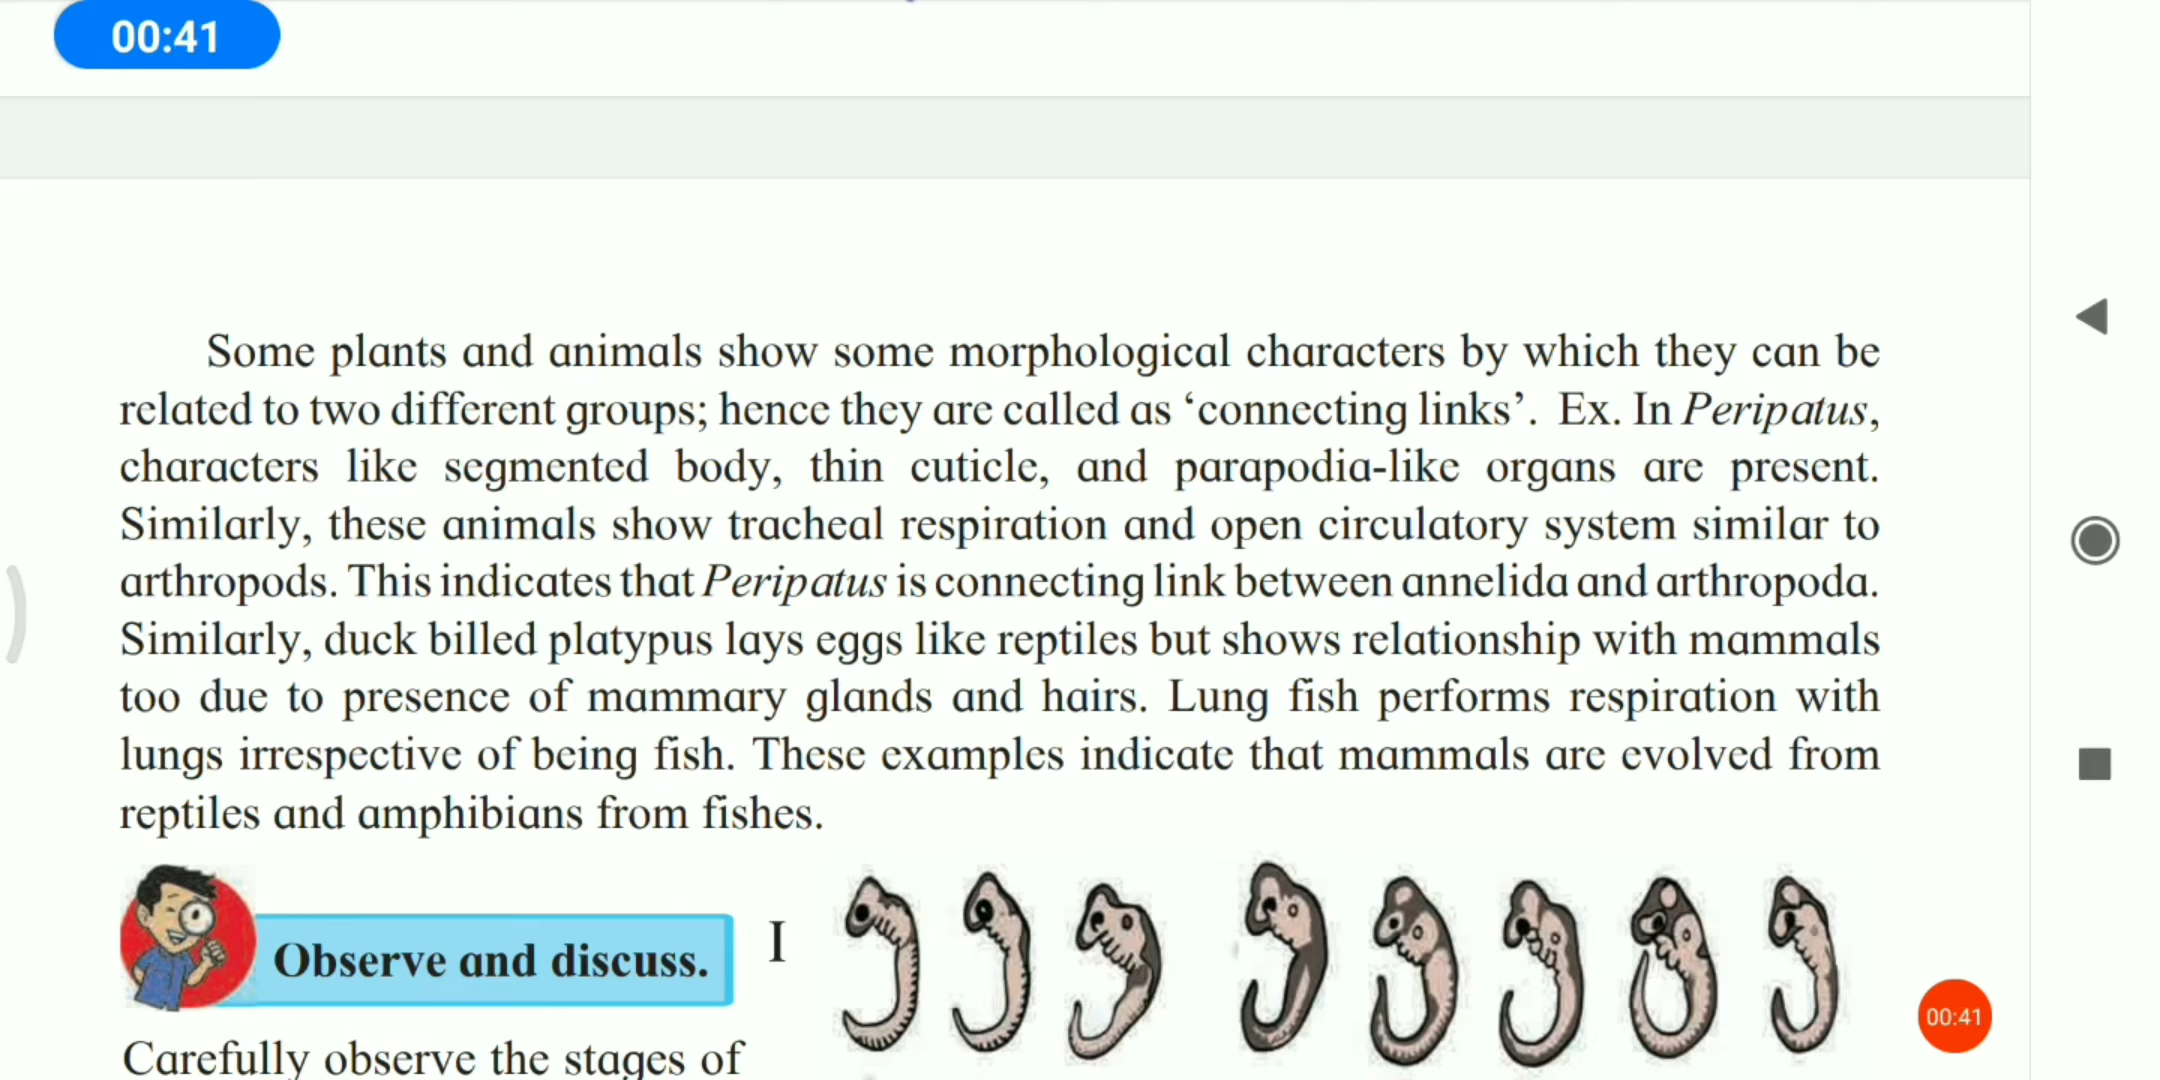 00:41
Some plants and animals show some morphological characters by which they can be
related to two different groups; hence they are called as ‘connecting links’. Ex. In Peripatus,
characters like segmented body, thin cuticle, and parapodia-like organs are present.
Similarly, these animals show tracheal respiration and open circulatory system similar to
arthropods. This indicates that Peripatus is connecting link between annelida and arthropoda.
Similarly, duck billed platypus lays eggs like reptiles but shows relationship with mammals
too due to presence of mammary glands and hairs. Lung fish performs respiration with
lungs irrespective of being fish. These examples indicate that mammals are evolved from
reptiles and amphibians from fishes.
Observe and discuss.
I
Carefully observe the stages of
00:41